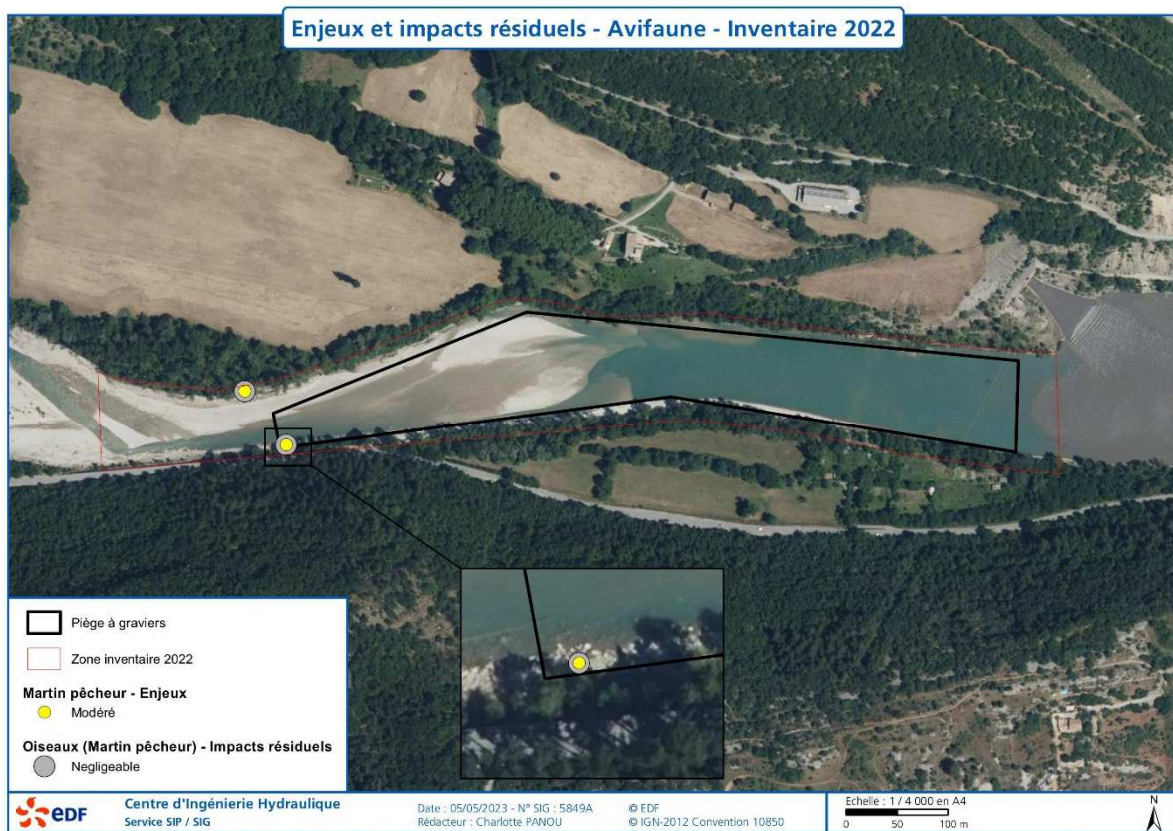 Enjeux et impacts résiduels - Avifaune - Inventaire 2022
Piège à graviers
Zone inventaire 2022
Martin pêcheur - Enjeux
Modéré
Oiseaux (Martin pêcheur) - Impacts résiduels
Negligeable
edf
Centre d'Ingénierie Hydraulique
Service SIP / SIG
Date : 05/05/2023 - N° SIG : 5849A
Rédacteur : Charlotte PANOU
© EDF
© IGN-2012 Convention 10850
Echelle : 1 / 4 000 en A4
0 50 100 m
N